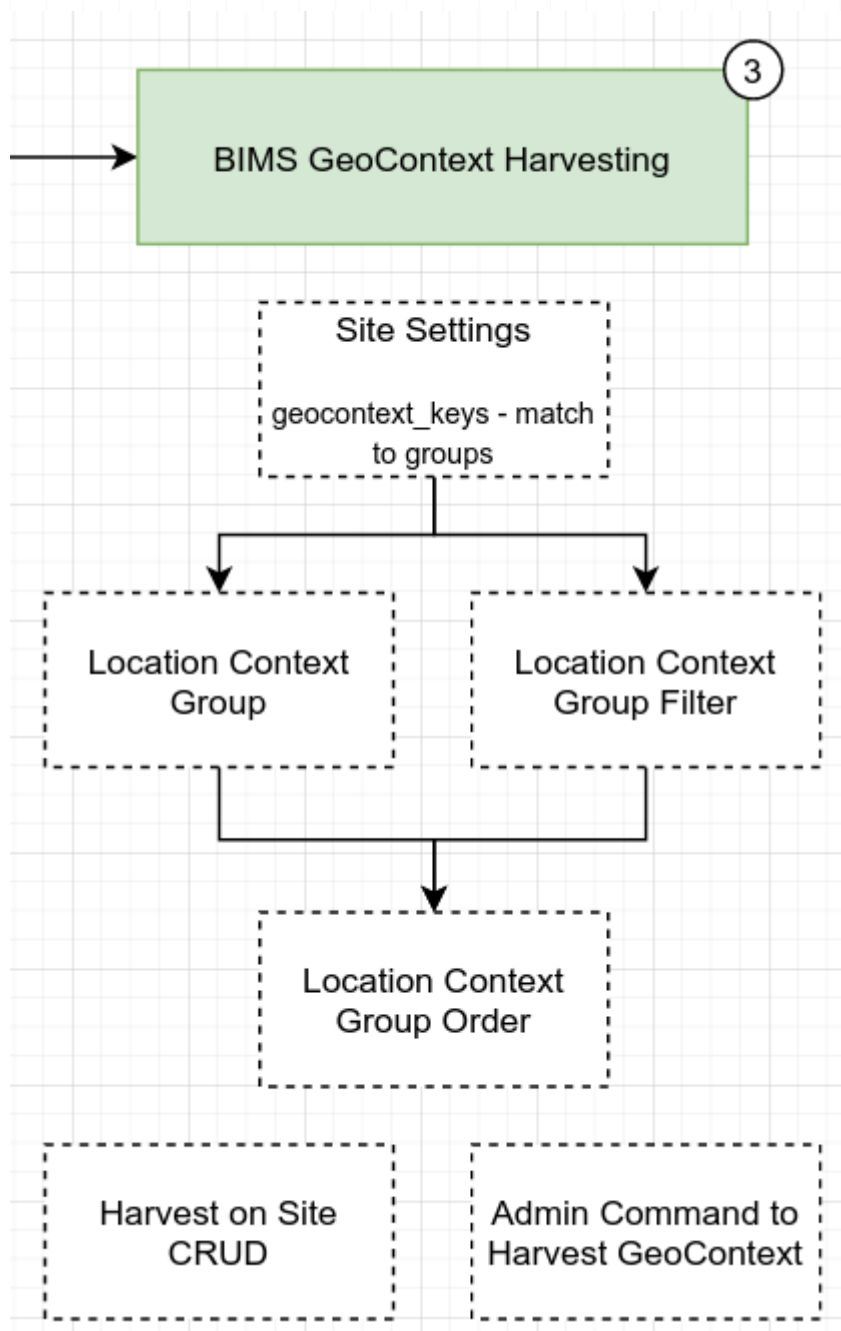 3
BIMS GeoContext Harvesting
Site Settings
geocontext_keys - match
to groups
Location Context
Group
Location Context
Group Filter
Location Context
Group Order
Harvest on Site
CRUD
Admin Command to
Harvest GeoContext